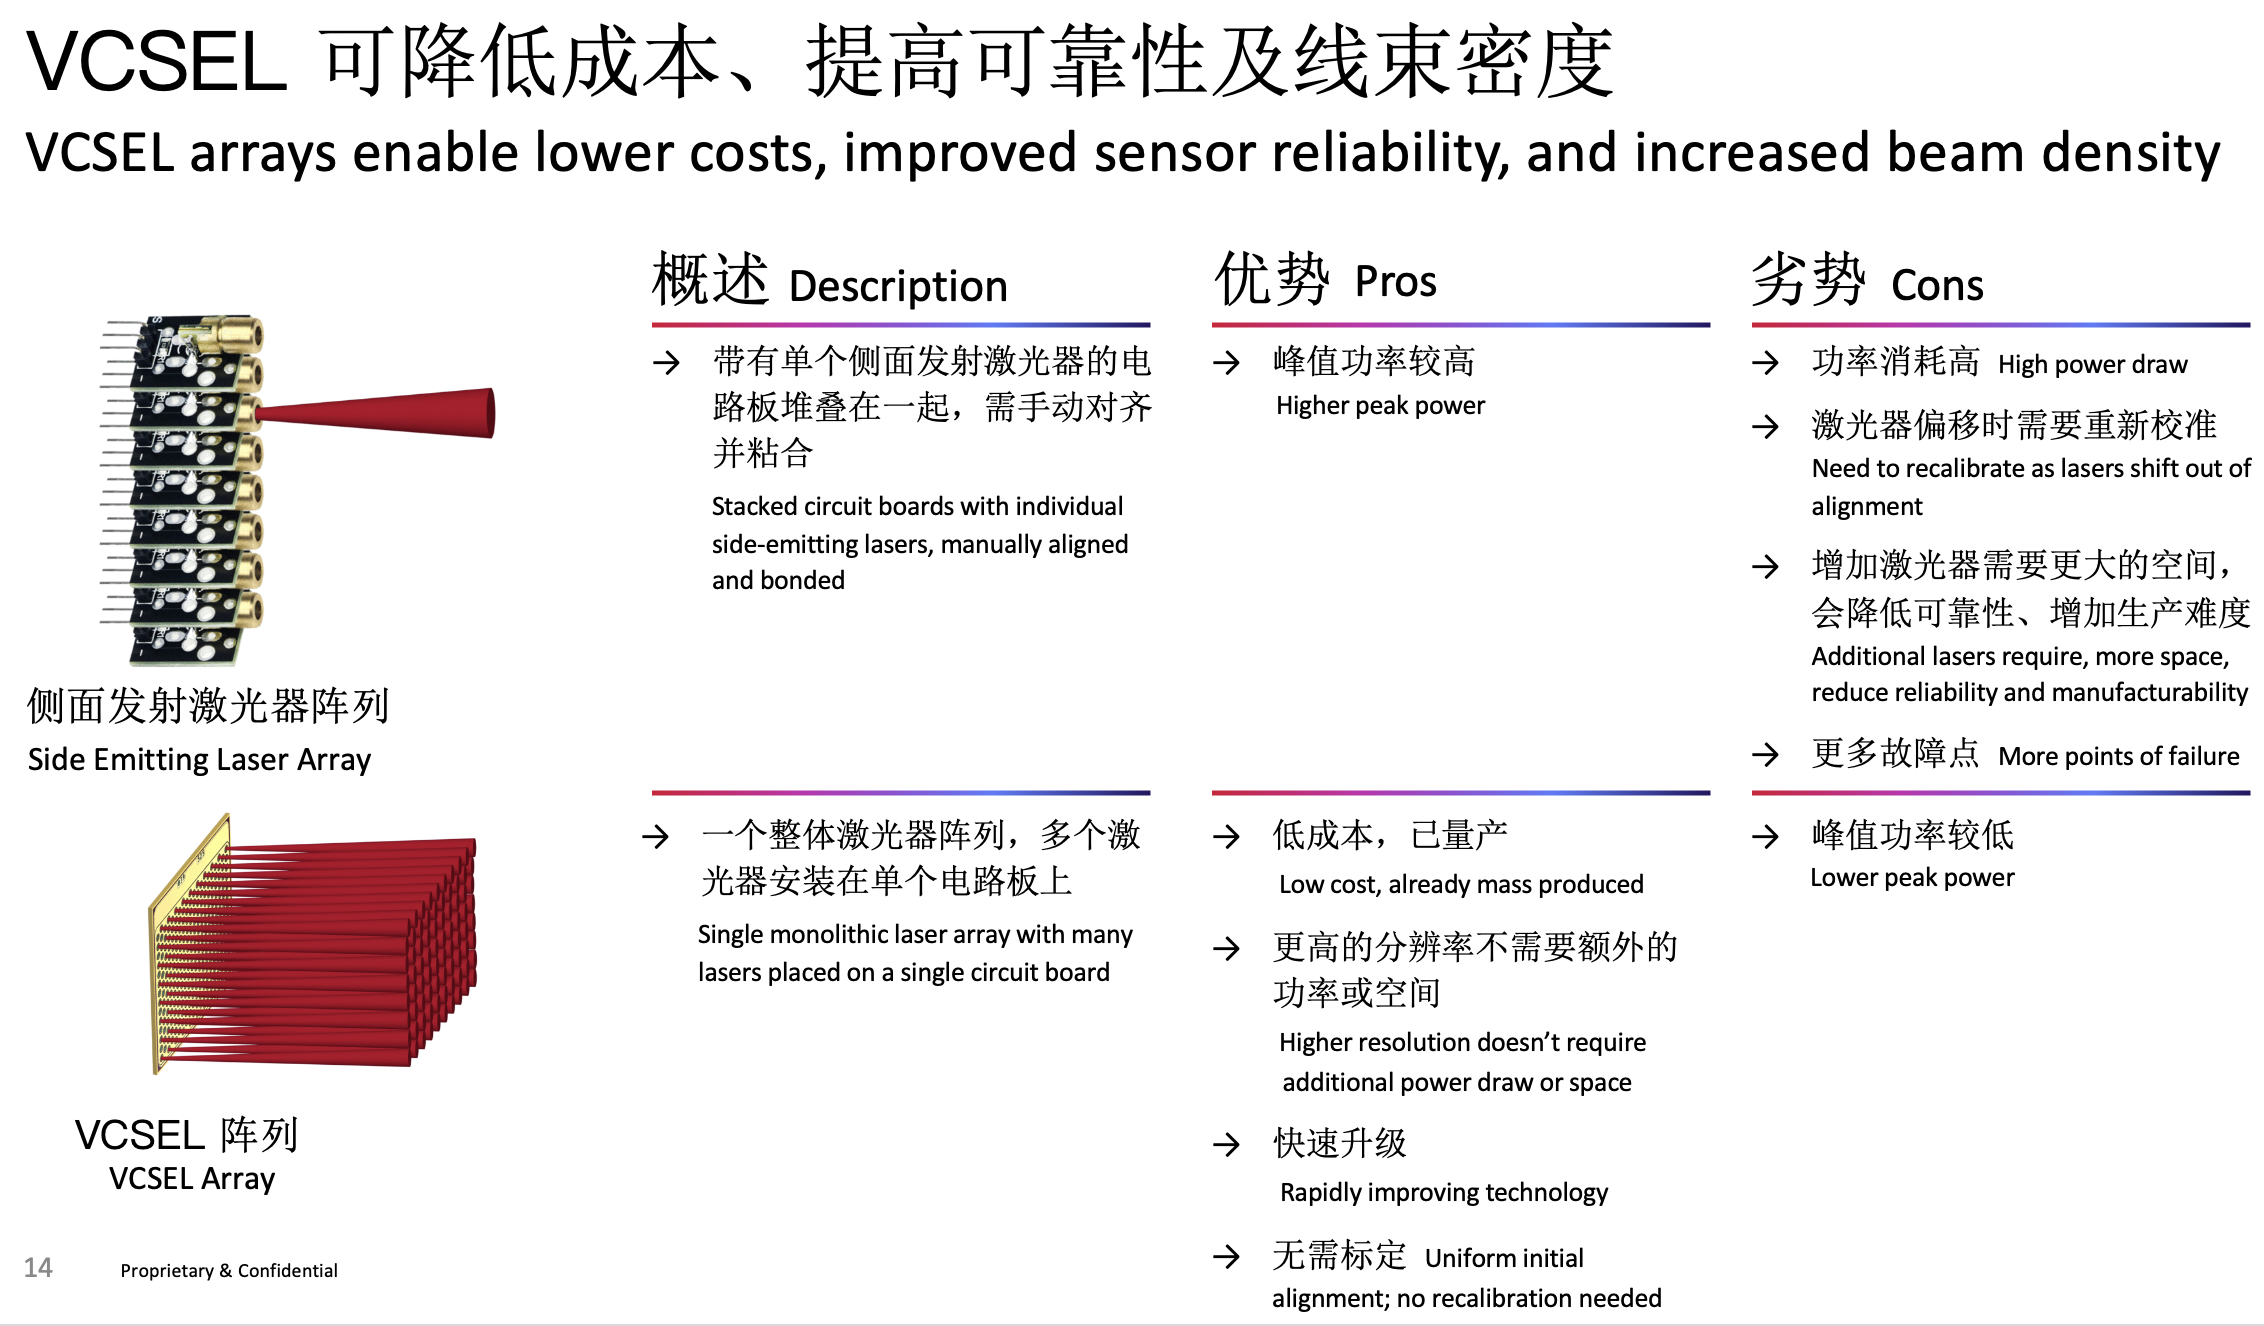 VCSEL 可降低成本、提高可靠性及线束密度
VCSEL arrays enable lower costs, improved sensor reliability, and increased beam density
概述 Description
优势 Pros
劣势 Cons
侧面发射激光器阵列
Side Emitting Laser Array
→ 带有单个侧面发射激光器的电
路板堆叠在一起，需手动对齐
并粘合
Stacked circuit boards with individual
side-emitting lasers, manually aligned
and bonded
→ 峰值功率较高
Higher peak power
→ 功率消耗高 High power draw
→ 激光器偏移时需要重新校准
Need to recalibrate as lasers shift out of
alignment
→ 增加激光器需要更大的空间，
会降低可靠性、增加生产难度
Additional lasers require, more space,
reduce reliability and manufacturability
→ 更多故障点 More points of failure
VCSEL 阵列
VCSEL Array
→ 一个整体激光器阵列，多个激
光器安装在单个电路板上
Single monolithic laser array with many
lasers placed on a single circuit board
→ 低成本，已量产
Low cost, already mass produced
→ 更高的分辨率不需要额外的
功率或空间
Higher resolution doesn’t require
additional power draw or space
→ 快速升级
Rapidly improving technology
→ 无需标定 Uniform initial
alignment; no recalibration needed
→ 峰值功率较低
Lower peak power
14
Proprietary & Confidential